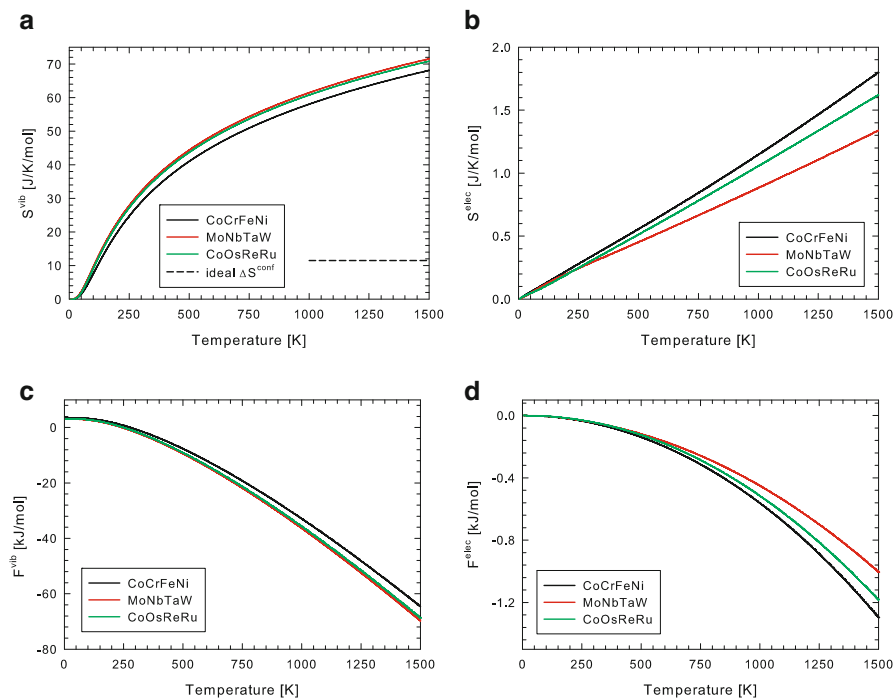 a
S^vib [J/K/mol]
70
60
50
40
30
20
10
0
CoCrFeNi
MoNbTaW
CoOsReRu
ideal ΔS^conf
0 250 500 750 1000 1250 1500
Temperature [K]
b
S^elec [J/K/mol]
2.0
1.5
1.0
0.5
0.0
CoCrFeNi
MoNbTaW
CoOsReRu
0 250 500 750 1000 1250 1500
Temperature [K]
c
F^vib [kJ/mol]
0
-20
-40
-60
-80
CoCrFeNi
MoNbTaW
CoOsReRu
0 250 500 750 1000 1250 1500
Temperature [K]
d
F^elec [kJ/mol]
0.0
-0.4
-0.8
-1.2
CoCrFeNi
MoNbTaW
CoOsReRu
0 250 500 750 1000 1250 1500
Temperature [K]